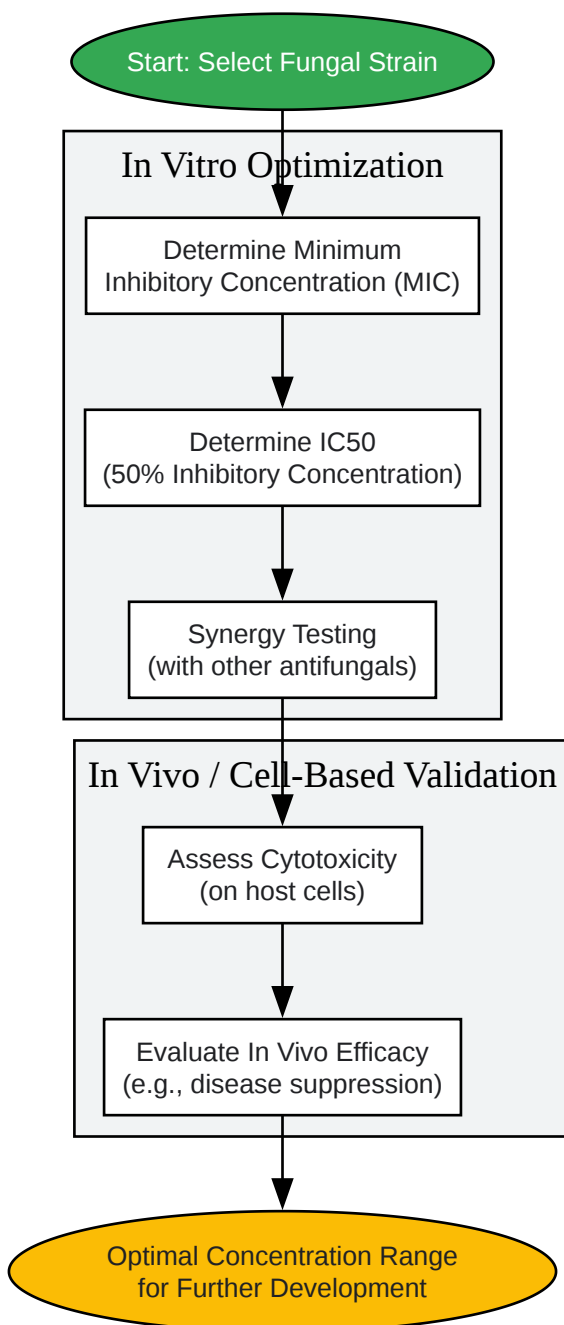 Start: Select Fungal Strain
In Vitro Optimization
Determine Minimum
Inhibitory Concentration (MIC)
Determine IC50
(50% Inhibitory Concentration)
Synergy Testing
(with other antifungals)
In Vivo / Cell-Based Validation
Assess Cytotoxicity
(on host cells)
Evaluate In Vivo Efficacy
(e.g., disease suppression)
Optimal Concentration Range
for Further Development